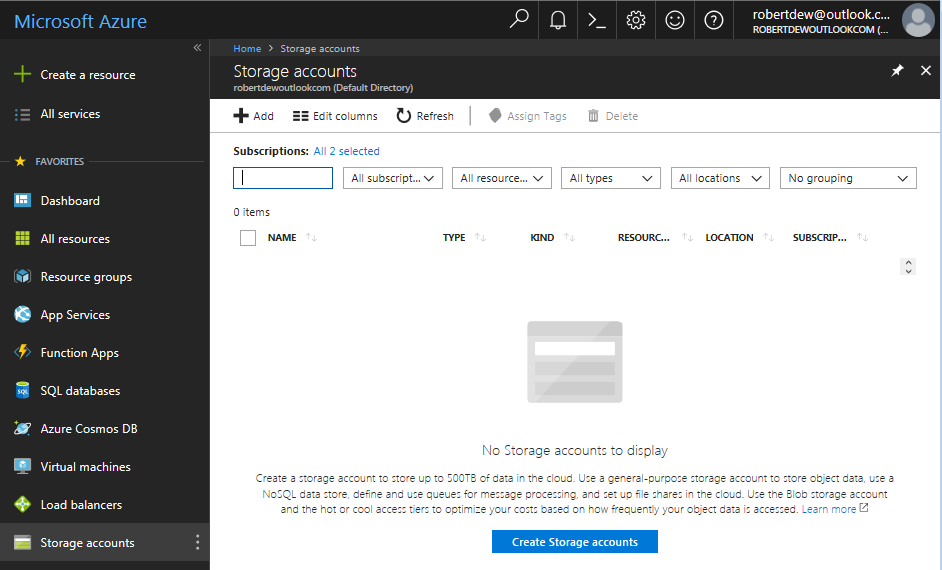 Microsoft Azure
robertdew@outlook.c...
ROBERTDEWOUTLOOKCOM (...
Create a resource
All services
FAVORITES
Dashboard
All resources
Resource groups
App Services
Function Apps
SQL
SQL databases
Azure Cosmos DB
Virtual machines
Load balancers
Storage accounts
Home > Storage accounts
Storage accounts
robertdewoutlookcom (Default Directory)
Add Edit columns Refresh Assign Tags Delete
Subscriptions: All 2 selected
All subscript... All resource... All types All locations No grouping
0 items
NAME TYPE KIND RESOURC... LOCATION SUBSCRIP...
No Storage accounts to display
Create a storage account to store up to 500TB of data in the cloud. Use a general-purpose storage account to store object data, use a
NoSQL data store, define and use queues for message processing, and set up file shares in the cloud. Use the Blob storage account
and the hot or cool access tiers to optimize your costs based on how frequently your object data is accessed. Learn more
Create Storage accounts